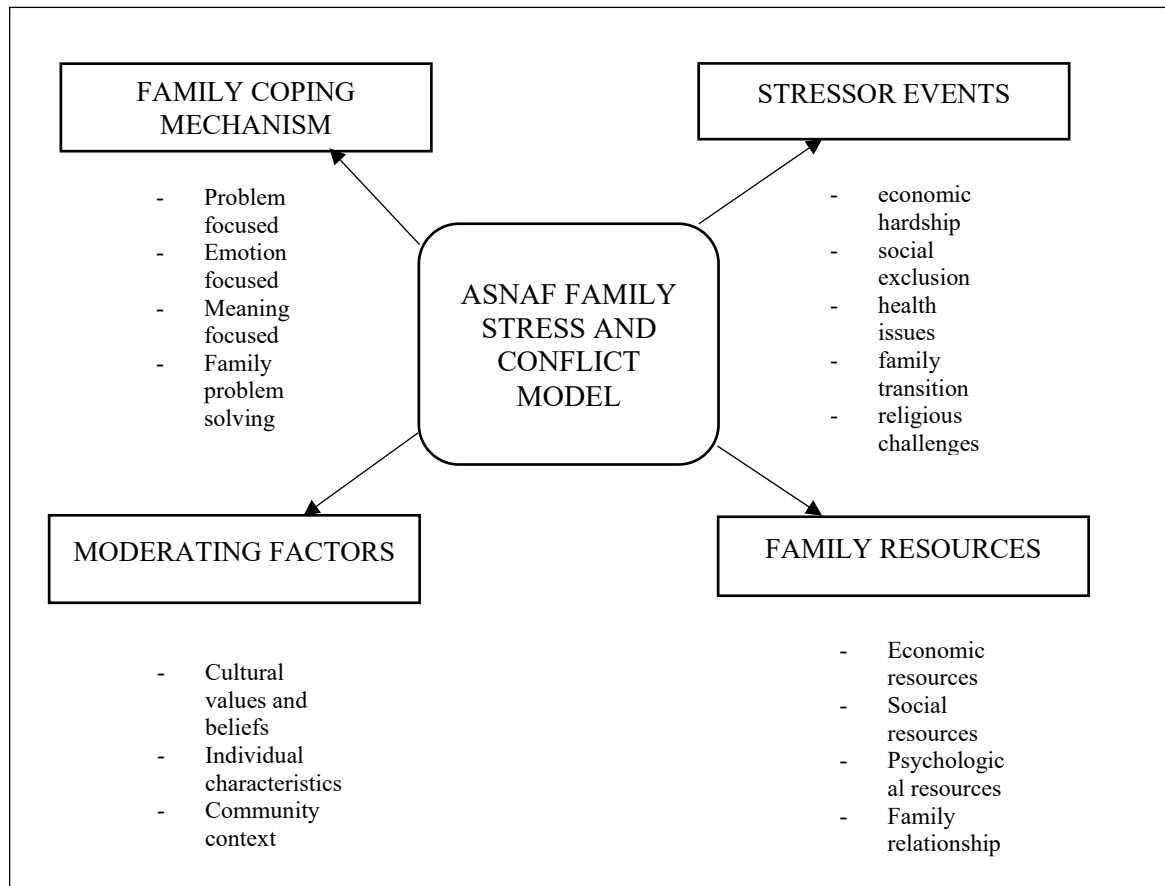 FAMILY COPING
MECHANISM
- Problem
focused
- Emotion
focused
- Meaning
focused
- Family
problem
solving
STRESSOR EVENTS
- economic
hardship
- social
exclusion
- health
issues
- family
transition
- religious
challenges
ASNAF FAMILY
STRESS AND
CONFLICT
MODEL
MODERATING FACTORS
- Cultural
values and
beliefs
- Individual
characteristics
- Community
context
FAMILY RESOURCES
- Economic
resources
- Social
resources
- Psychologic
al resources
- Family
relationship